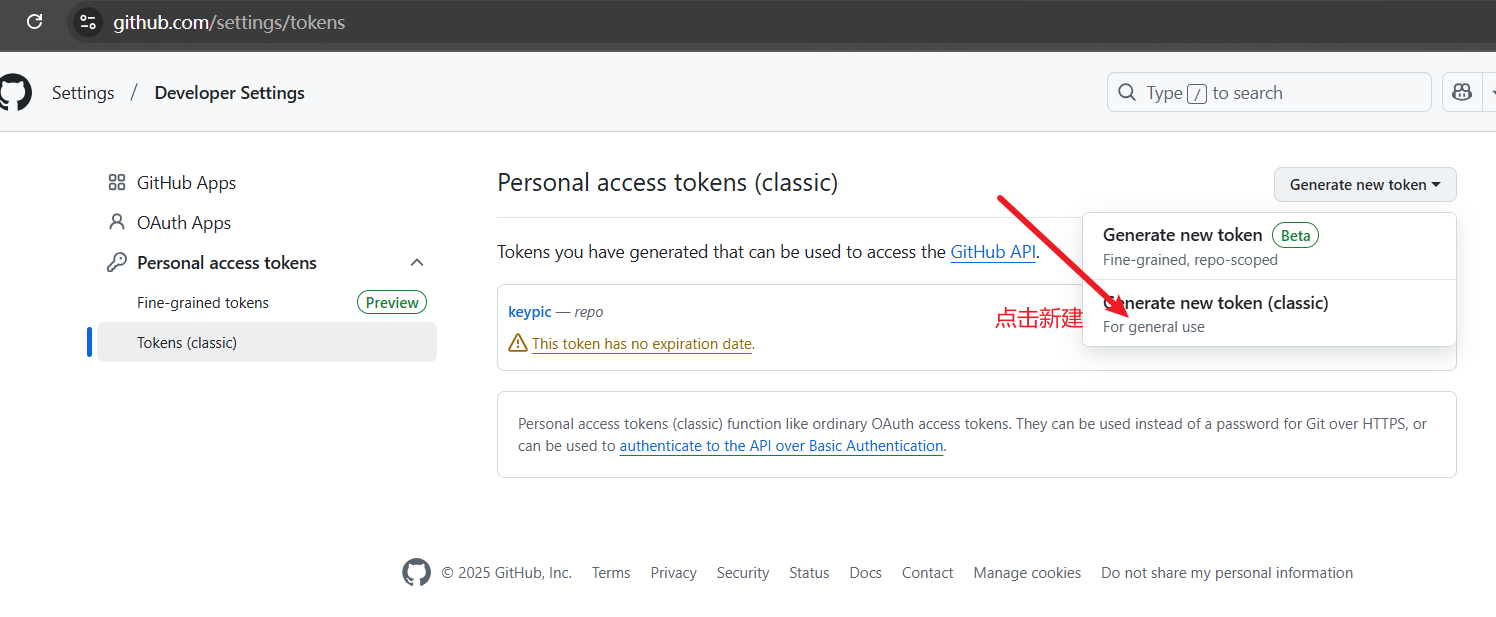 github.com/settings/tokens
Settings / Developer Settings
Type / to search
GitHub Apps
OAuth Apps
Personal access tokens
Fine-grained tokens Preview
Tokens (classic)
Personal access tokens (classic)
Generate new token
Generate new token Beta
Fine-grained, repo-scoped
Generate new token (classic)
For general use
Tokens you have generated that can be used to access the GitHub API.
keypic — repo
This token has no expiration date.
点击新建
Personal access tokens (classic) function like ordinary OAuth access tokens. They can be used instead of a password for Git over HTTPS, or
can be used to authenticate to the API over Basic Authentication.
© 2025 GitHub, Inc. Terms Privacy Security Status Docs Contact Manage cookies Do not share my personal information